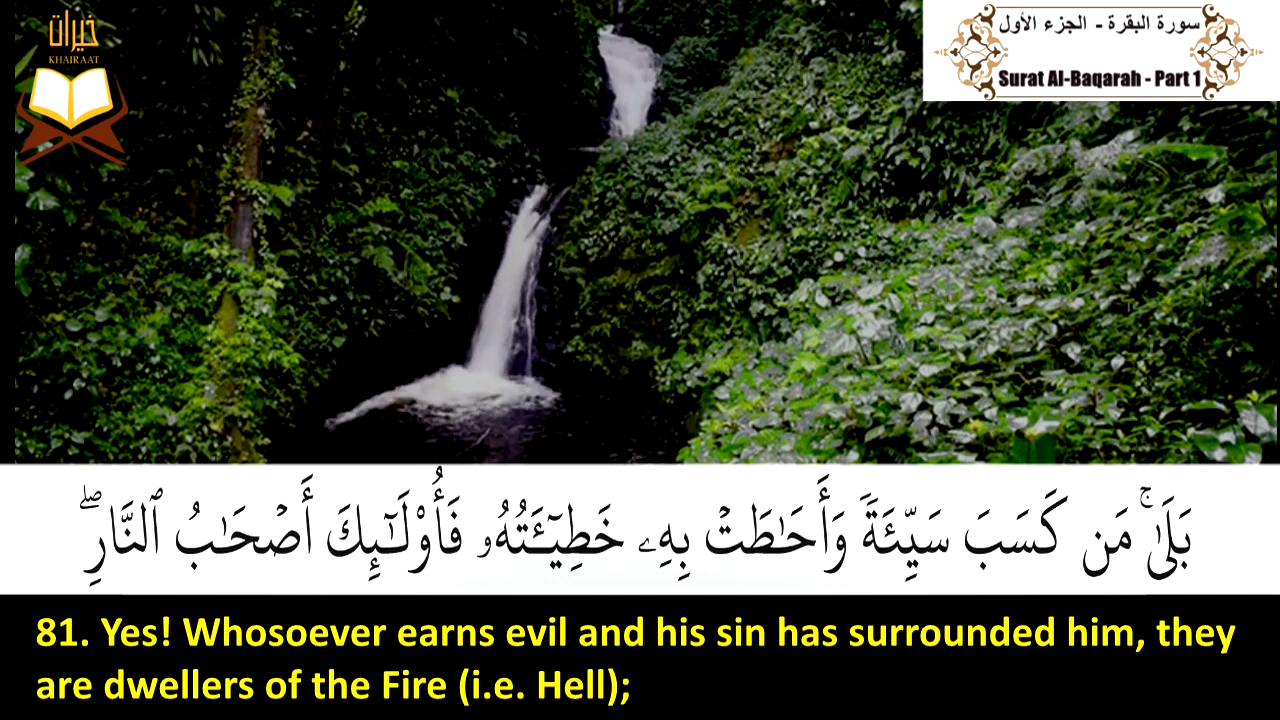 خيرات
KHAIRAAT
سورة البقرة - الجزء الأول
Surat Al-Baqarah - Part 1
بَلَىٰۚ مَن كَسَبَ سَيِّئَةً وَأَحَٰطَتۡ بِهِۦ خَطِيٓـَٔتُهُۥ فَأُوْلَٰٓئِكَ أَصۡحَٰبُ ٱلنَّارِۖ
81. Yes! Whosoever earns evil and his sin has surrounded him, they
are dwellers of the Fire (i.e. Hell);